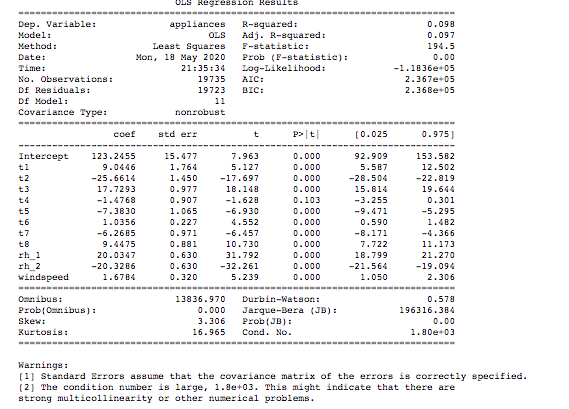 OLS Regression Results
==============================================================================
Dep. Variable: appliances R-squared: 0.098
Model: OLS Adj. R-squared: 0.097
Method: Least Squares F-statistic: 194.5
Date: Mon, 18 May 2020 Prob (F-statistic): 0.00
Time: 21:35:34 Log-Likelihood: -1.1836e+05
No. Observations: 19735 AIC: 2.367e+05
Df Residuals: 19723 BIC: 2.368e+05
Df Model: 11
Covariance Type: nonrobust
==============================================================================
coef std err t P>|t| [0.025 0.975]
------------------------------------------------------------------------------
Intercept 123.2455 15.477 7.963 0.000 92.909 153.582
t1 9.0446 1.764 5.127 0.000 5.587 12.502
t2 -25.6614 1.450 -17.697 0.000 -28.504 -22.819
t3 17.7293 0.977 18.148 0.000 15.814 19.644
t4 -1.4768 0.907 -1.628 0.103 -3.255 0.301
t5 -7.3830 1.065 -6.930 0.000 -9.471 -5.295
t6 1.0356 0.227 4.552 0.000 0.590 1.482
t7 -6.2685 0.971 -6.457 0.000 -8.171 -4.366
t8 9.4475 0.881 10.730 0.000 7.722 11.173
rh_1 20.0347 0.630 31.792 0.000 18.799 21.270
rh_2 -20.3286 0.630 -32.261 0.000 -21.564 -19.094
windspeed 1.6784 0.320 5.239 0.000 1.050 2.306
==============================================================================
Omnibus: 13836.970 Durbin-Watson: 0.578
Prob(Omnibus): 0.000 Jarque-Bera (JB): 196316.384
Skew: 3.306 Prob(JB): 0.00
Kurtosis: 16.965 Cond. No. 1.80e+03
==============================================================================
Warnings:
[1] Standard Errors assume that the covariance matrix of the errors is correctly specified.
[2] The condition number is large, 1.8e+03. This might indicate that there are
strong multicollinearity or other numerical problems.